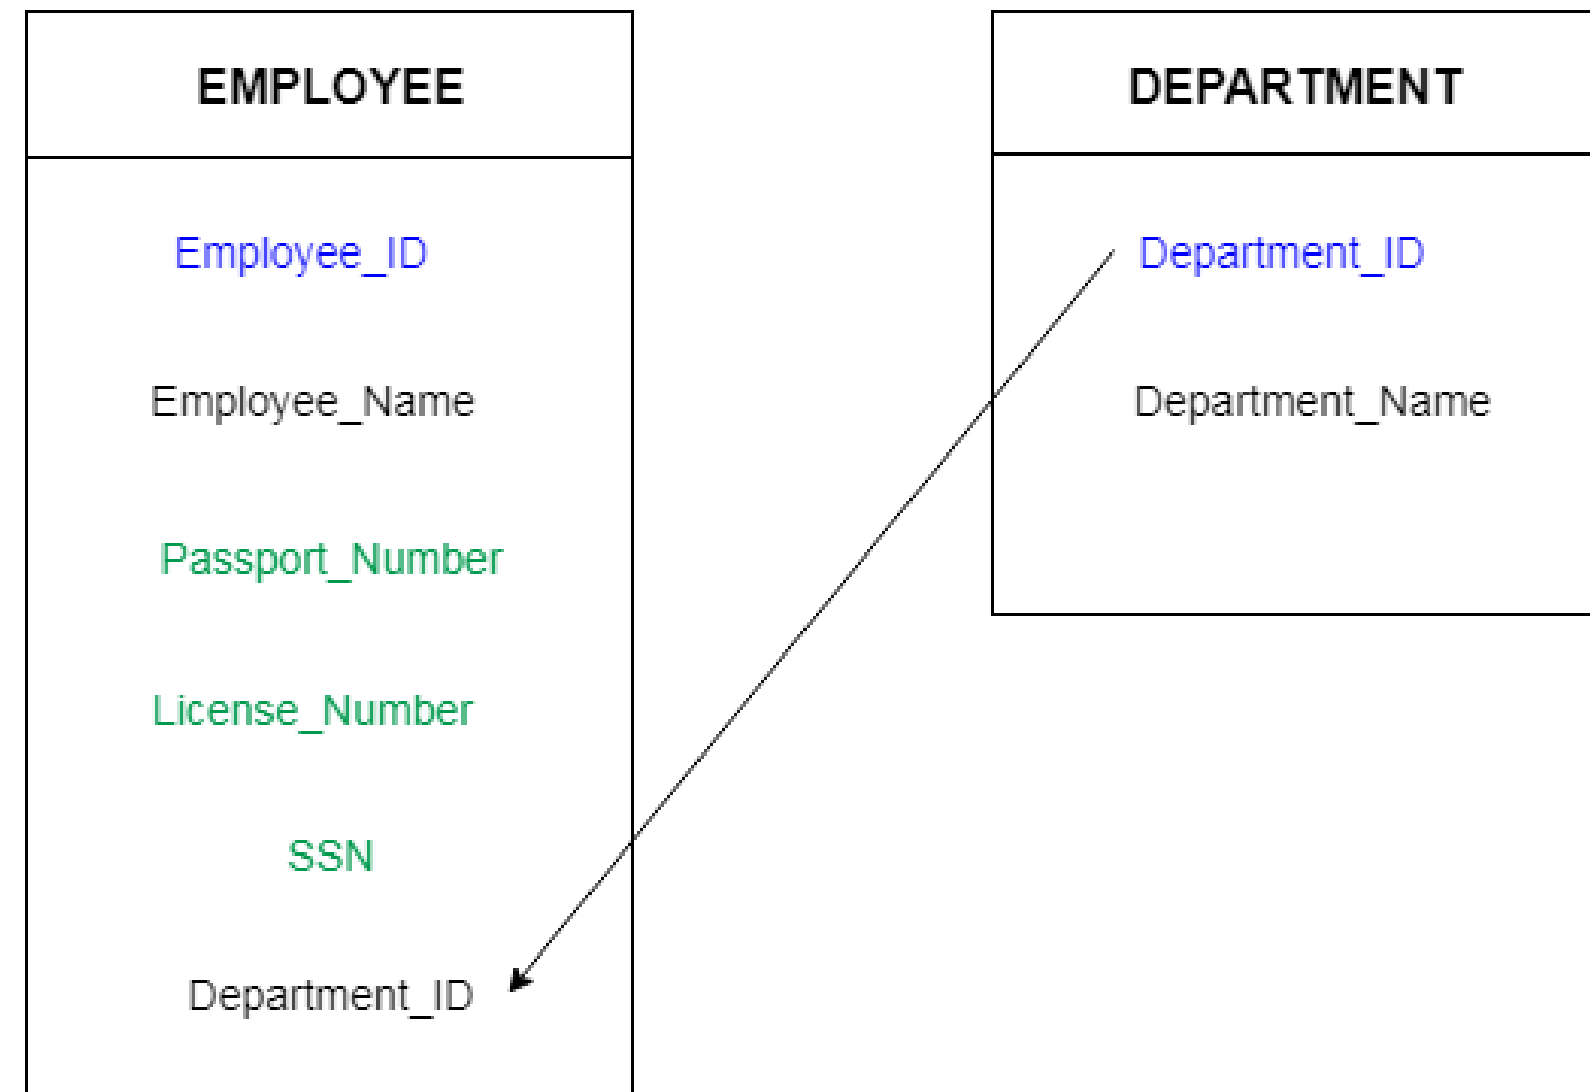 EMPLOYEE
Employee_ID
Employee_Name
Passport_Number
License_Number
SSN
Department_ID
DEPARTMENT
Department_ID
Department_Name